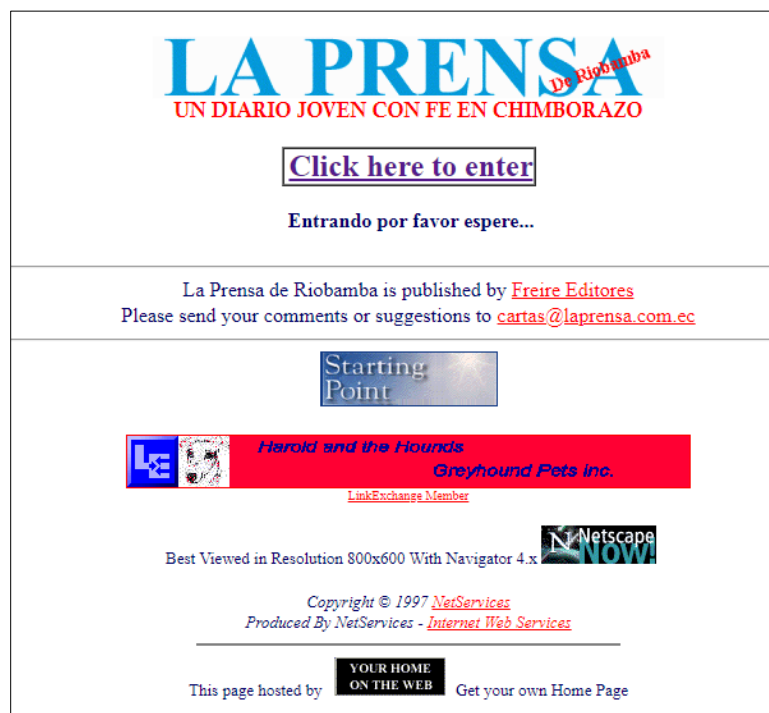 LA PRENSA
De Riobamba
UN DIARIO JOVEN CON FE EN CHIMBORAZO
Click here to enter
Entrando por favor espere...
La Prensa de Riobamba is published by Freire Editores
Please send your comments or suggestions to cartas@laprensa.com.ec
Starting
Point
LE
Harold and the Hounds
Greyhound Pets Inc.
LinkExchange Member
Best Viewed in Resolution 800x600 With Navigator 4.x
N Netscape
Now!
Copyright © 1997 NetServices
Produced By NetServices - Internet Web Services
This page hosted by
YOUR HOME
ON THE WEB
Get your own Home Page